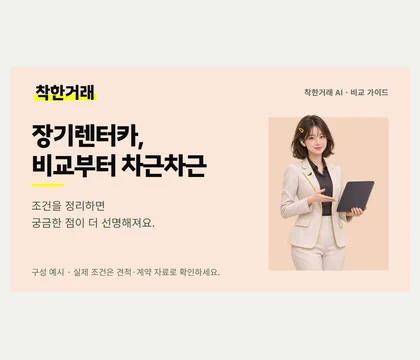 착한거래
착한거래 AI · 비교 가이드
장기렌터카,
비교부터 차근차근
조건을 정리하면
궁금한 점이 더 선명해져요.
구성 예시 · 실제 조건은 견적·계약 자료로 확인하세요.